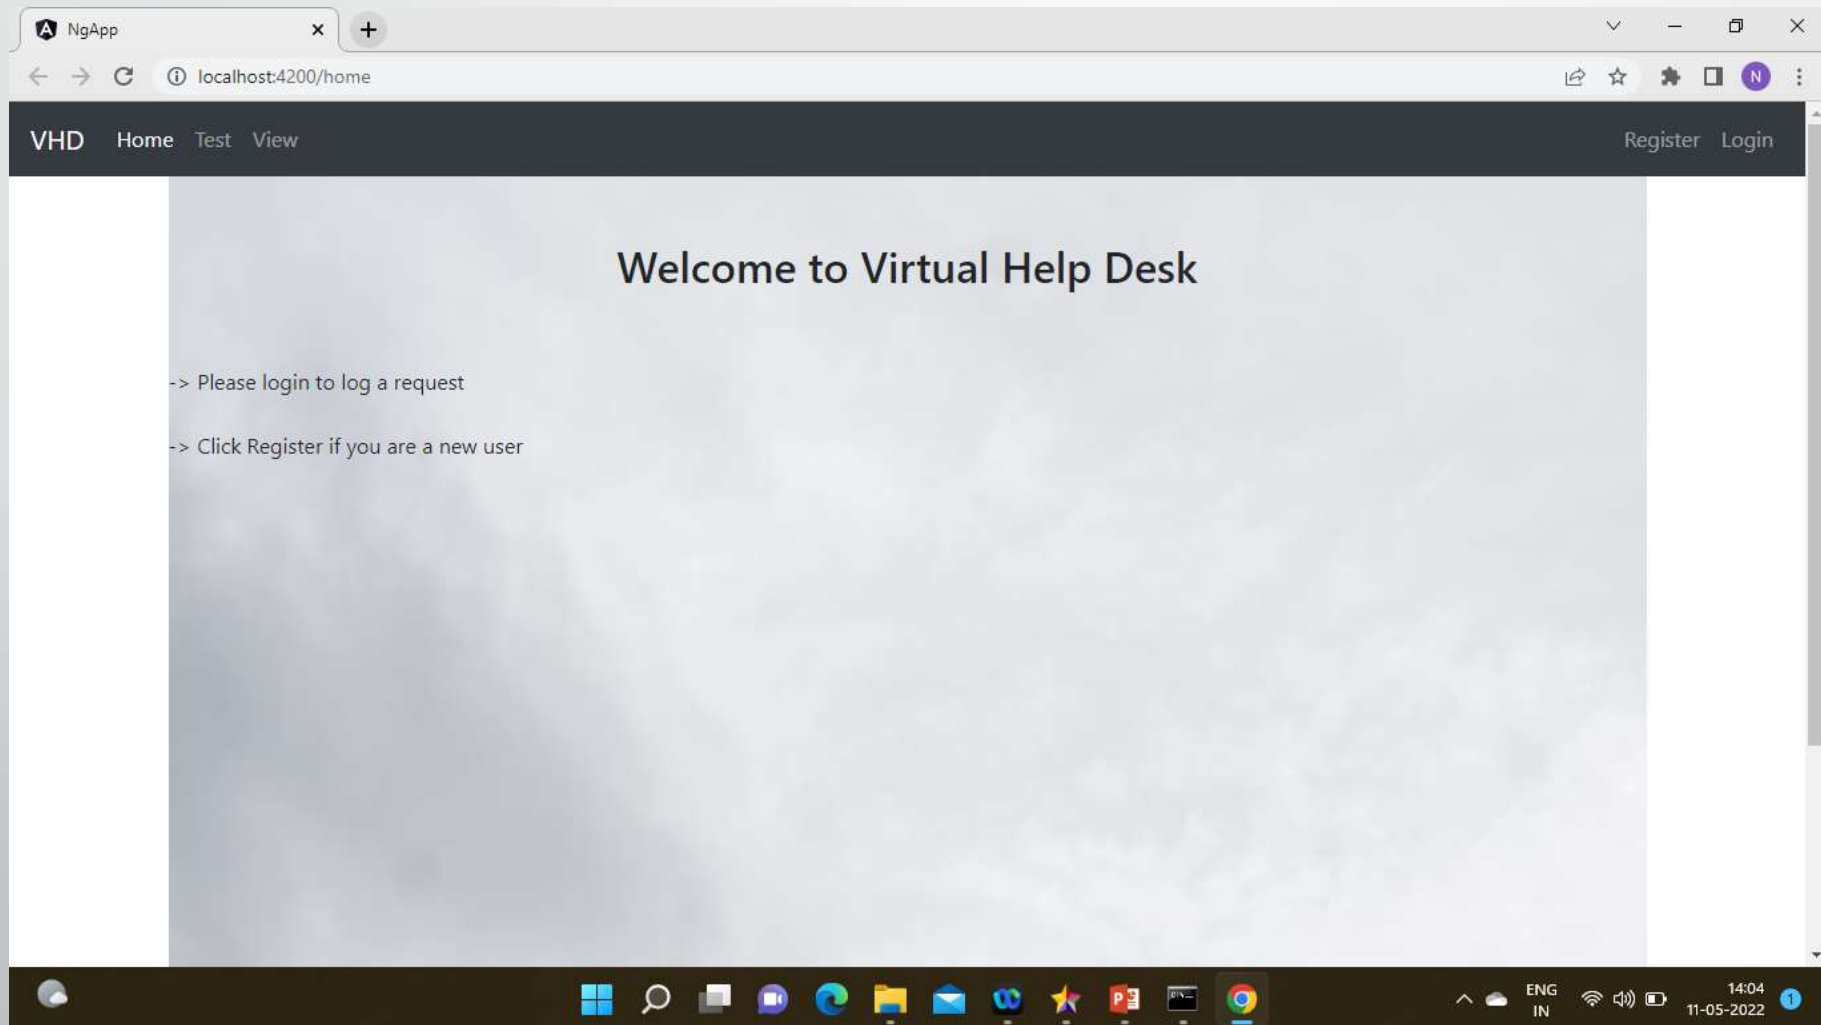 NgApp
localhost:4200/home
N
VHD Home Test View Register Login
Welcome to Virtual Help Desk
-> Please login to log a request
-> Click Register if you are a new user
ENG
IN
14:04
11-05-2022
1